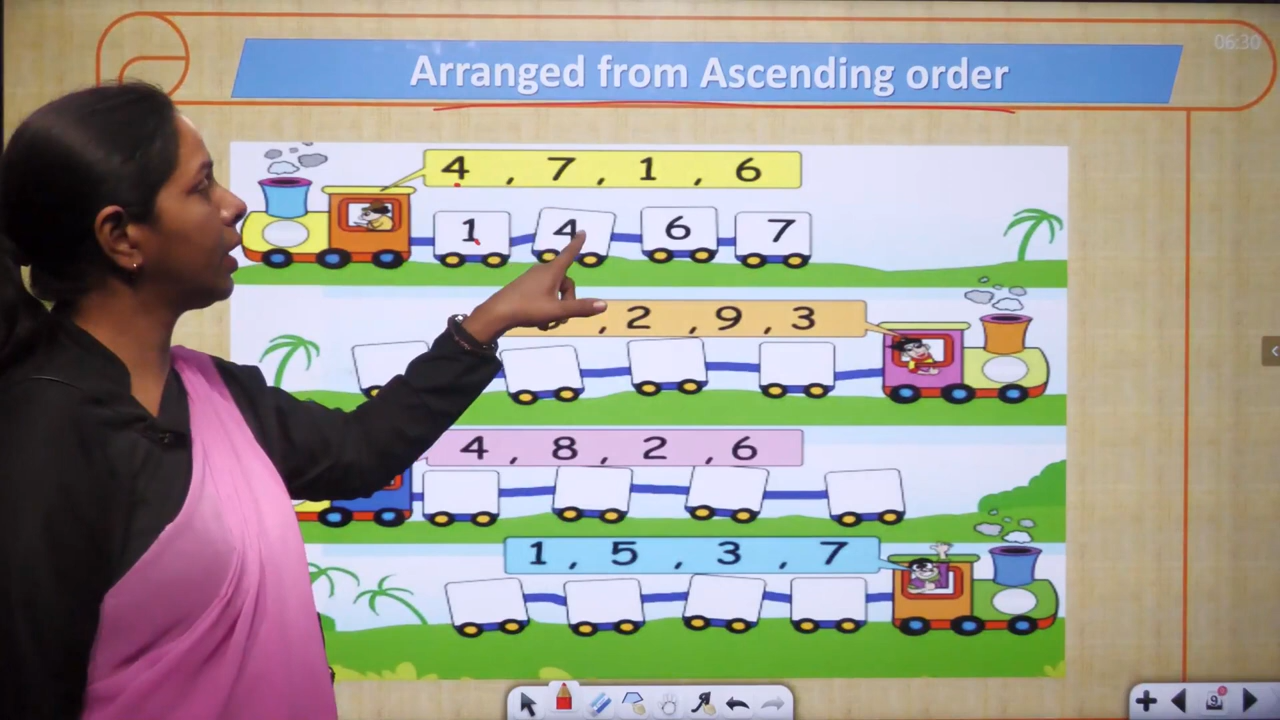 06:30
Arranged from Ascending order
4 , 7 , 1 , 6
1 4 6 7
, 2 , 9 , 3
4 , 8 , 2 , 6
1 , 5 , 3 , 7
9